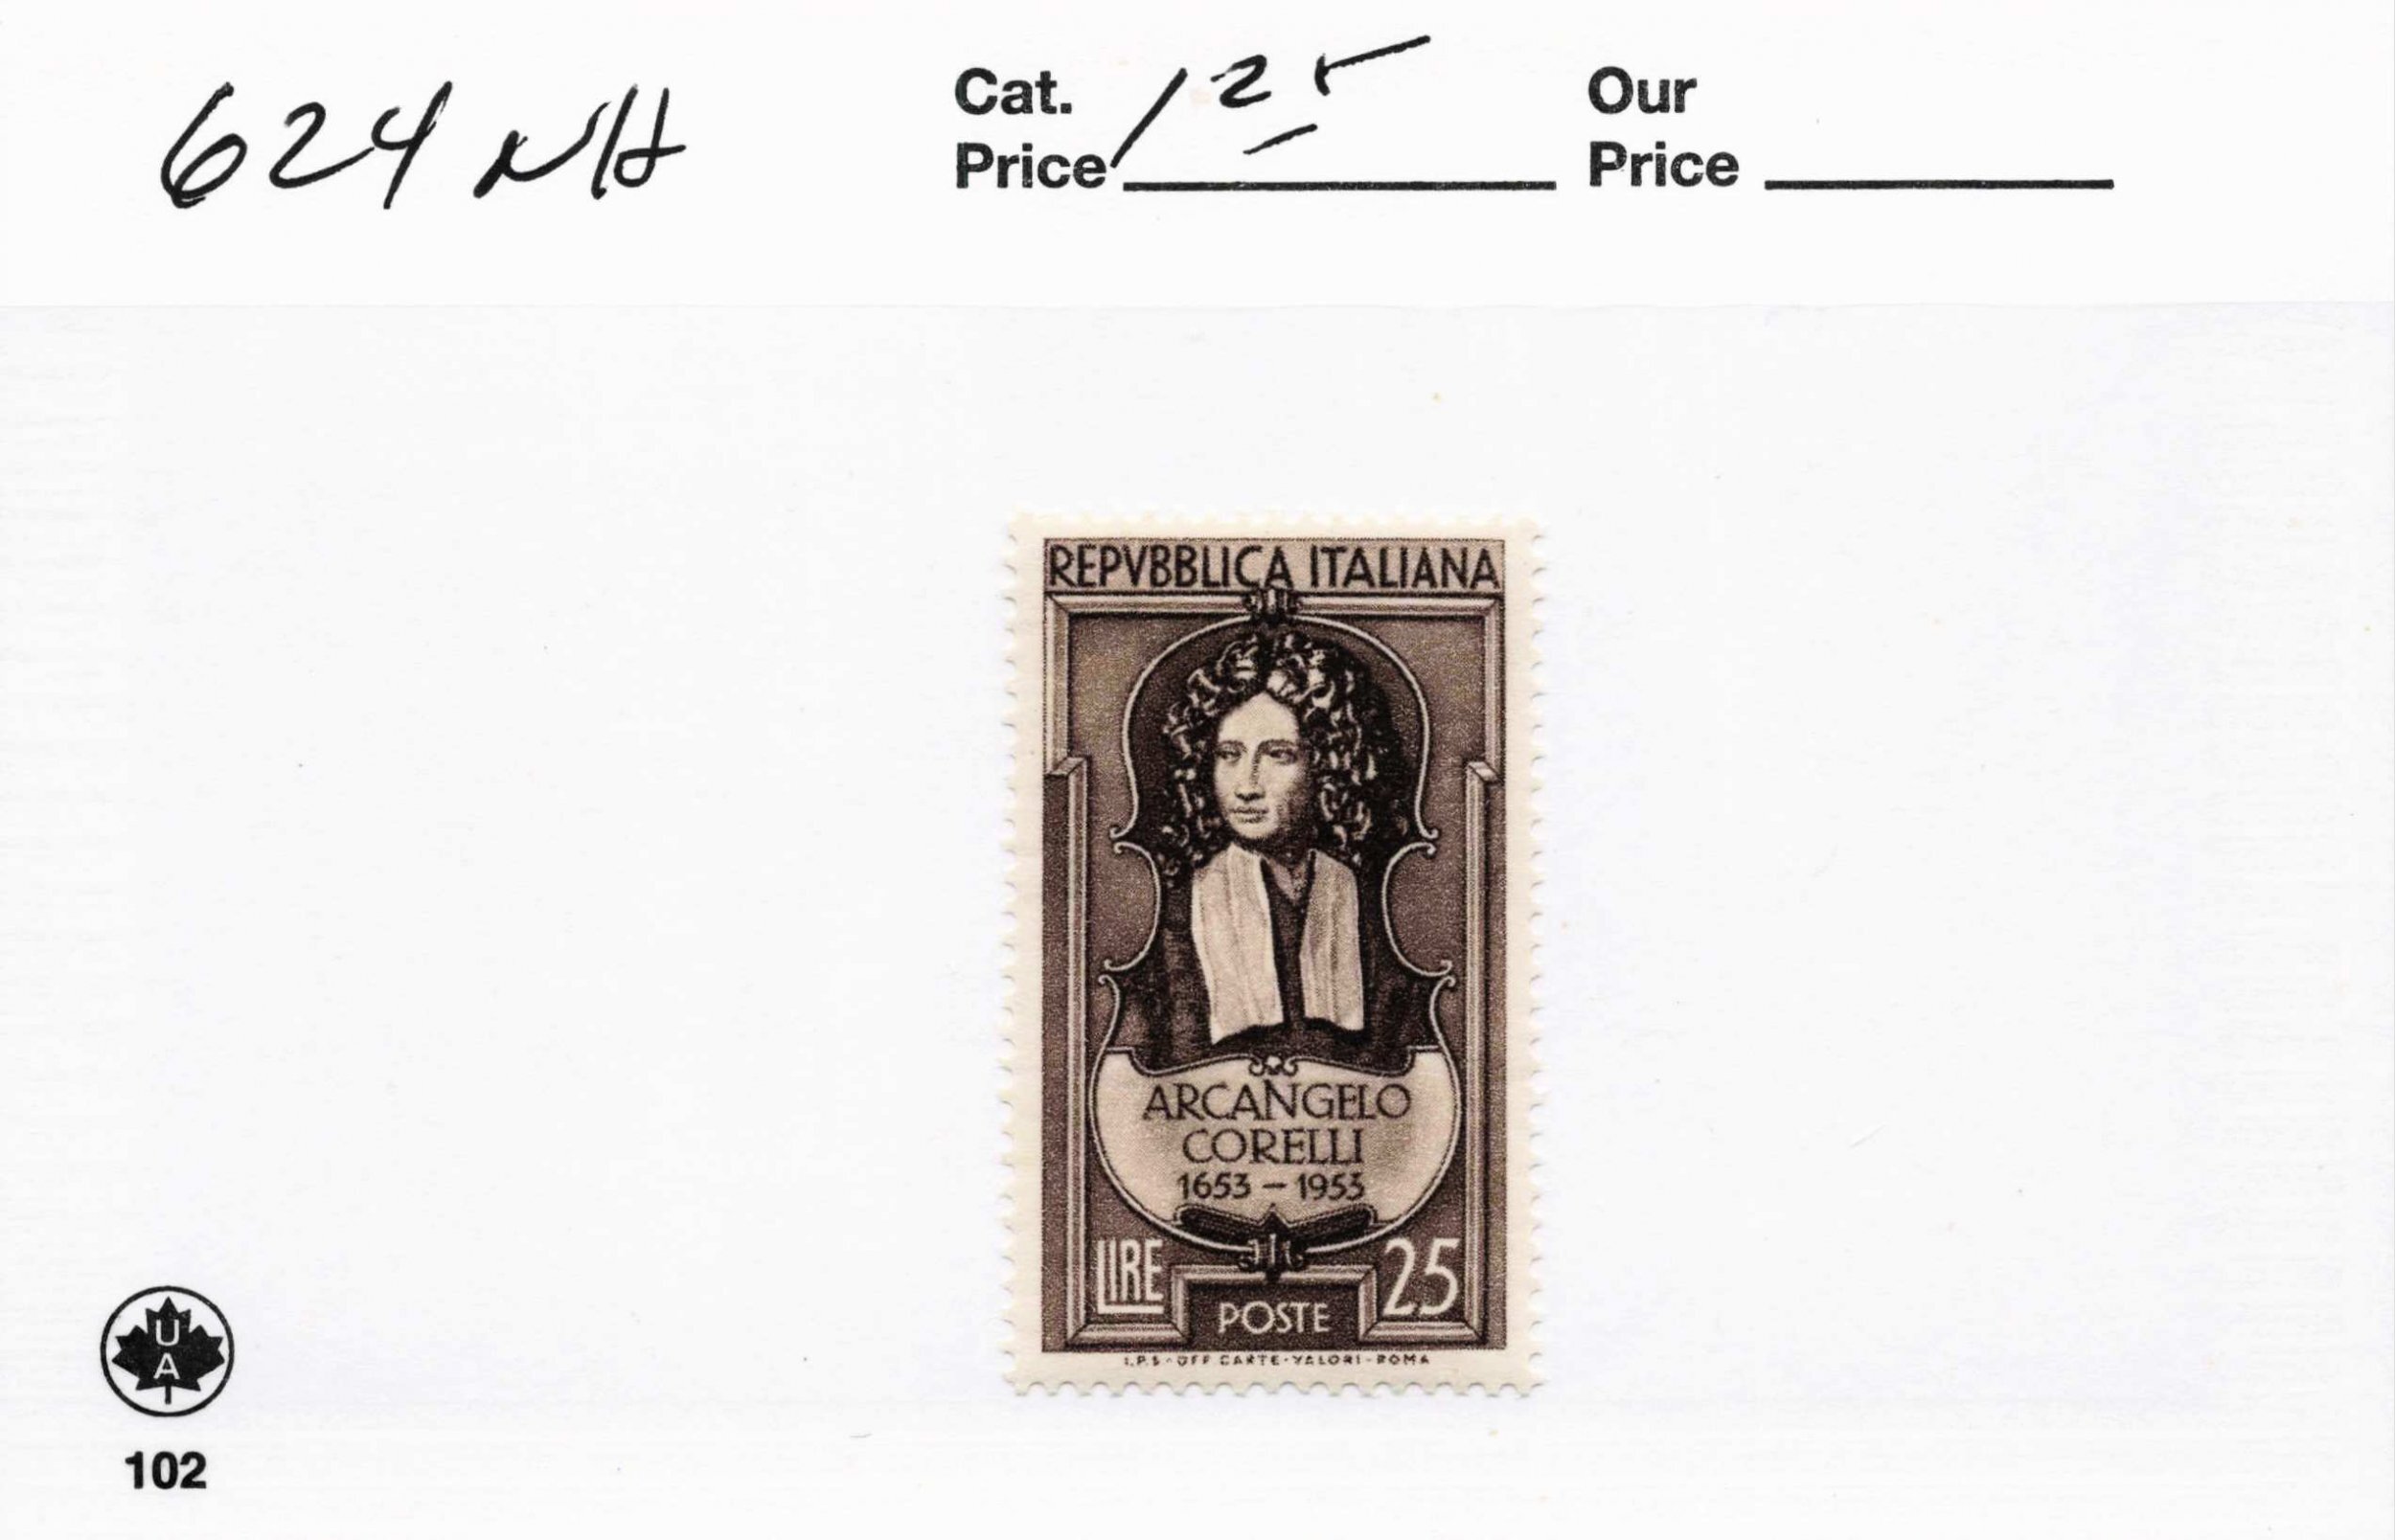 624 NH
Cat. Price 1 25
Our Price
REPVBBLICA ITALIANA
ARCANGELO
CORELLI
1653 – 1953
LIRE 25
POSTE
I.P.S - OFF CARTE - VALORI - ROMA
U
A
102